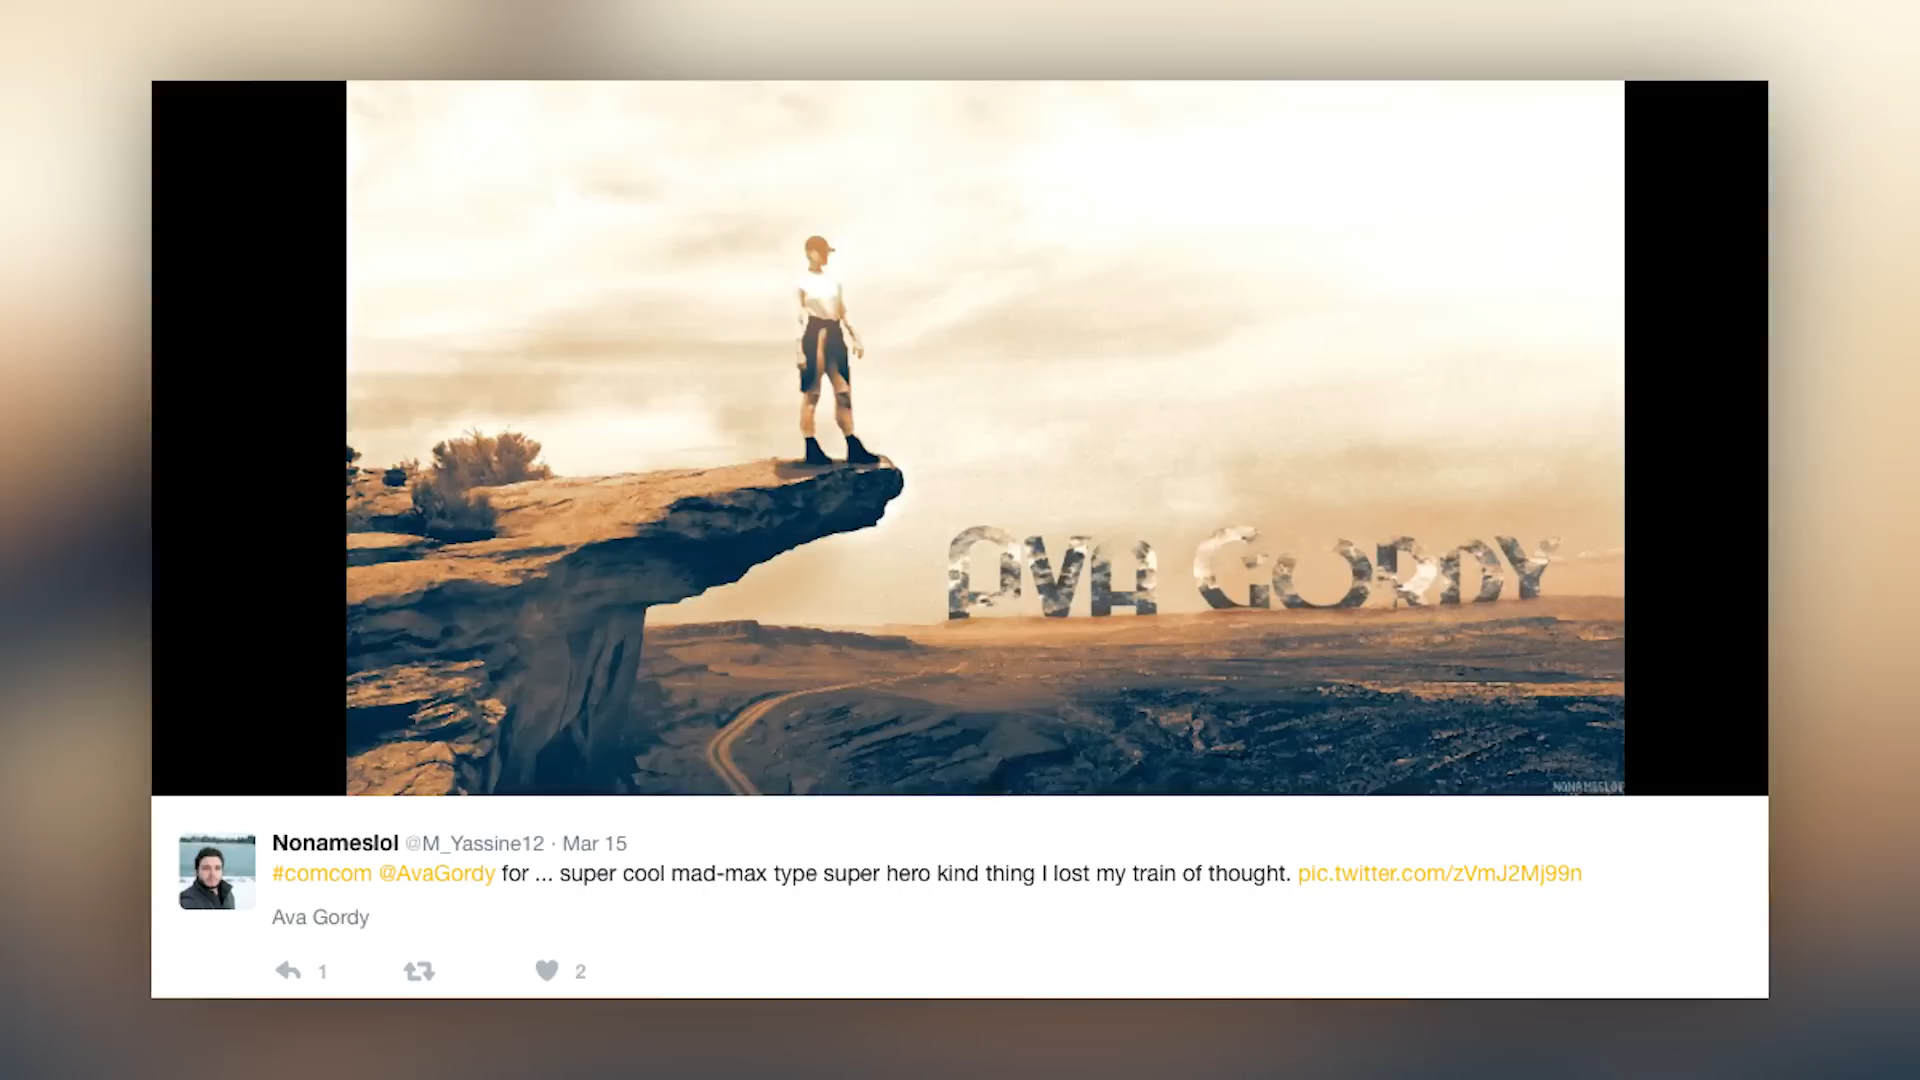 AVA GORDY
NONAMESLOL
Nonameslol @M_Yassine12 · Mar 15
#comcom @AvaGordy for ... super cool mad-max type super hero kind thing I lost my train of thought. pic.twitter.com/zVmJ2Mj99n
Ava Gordy
1
2